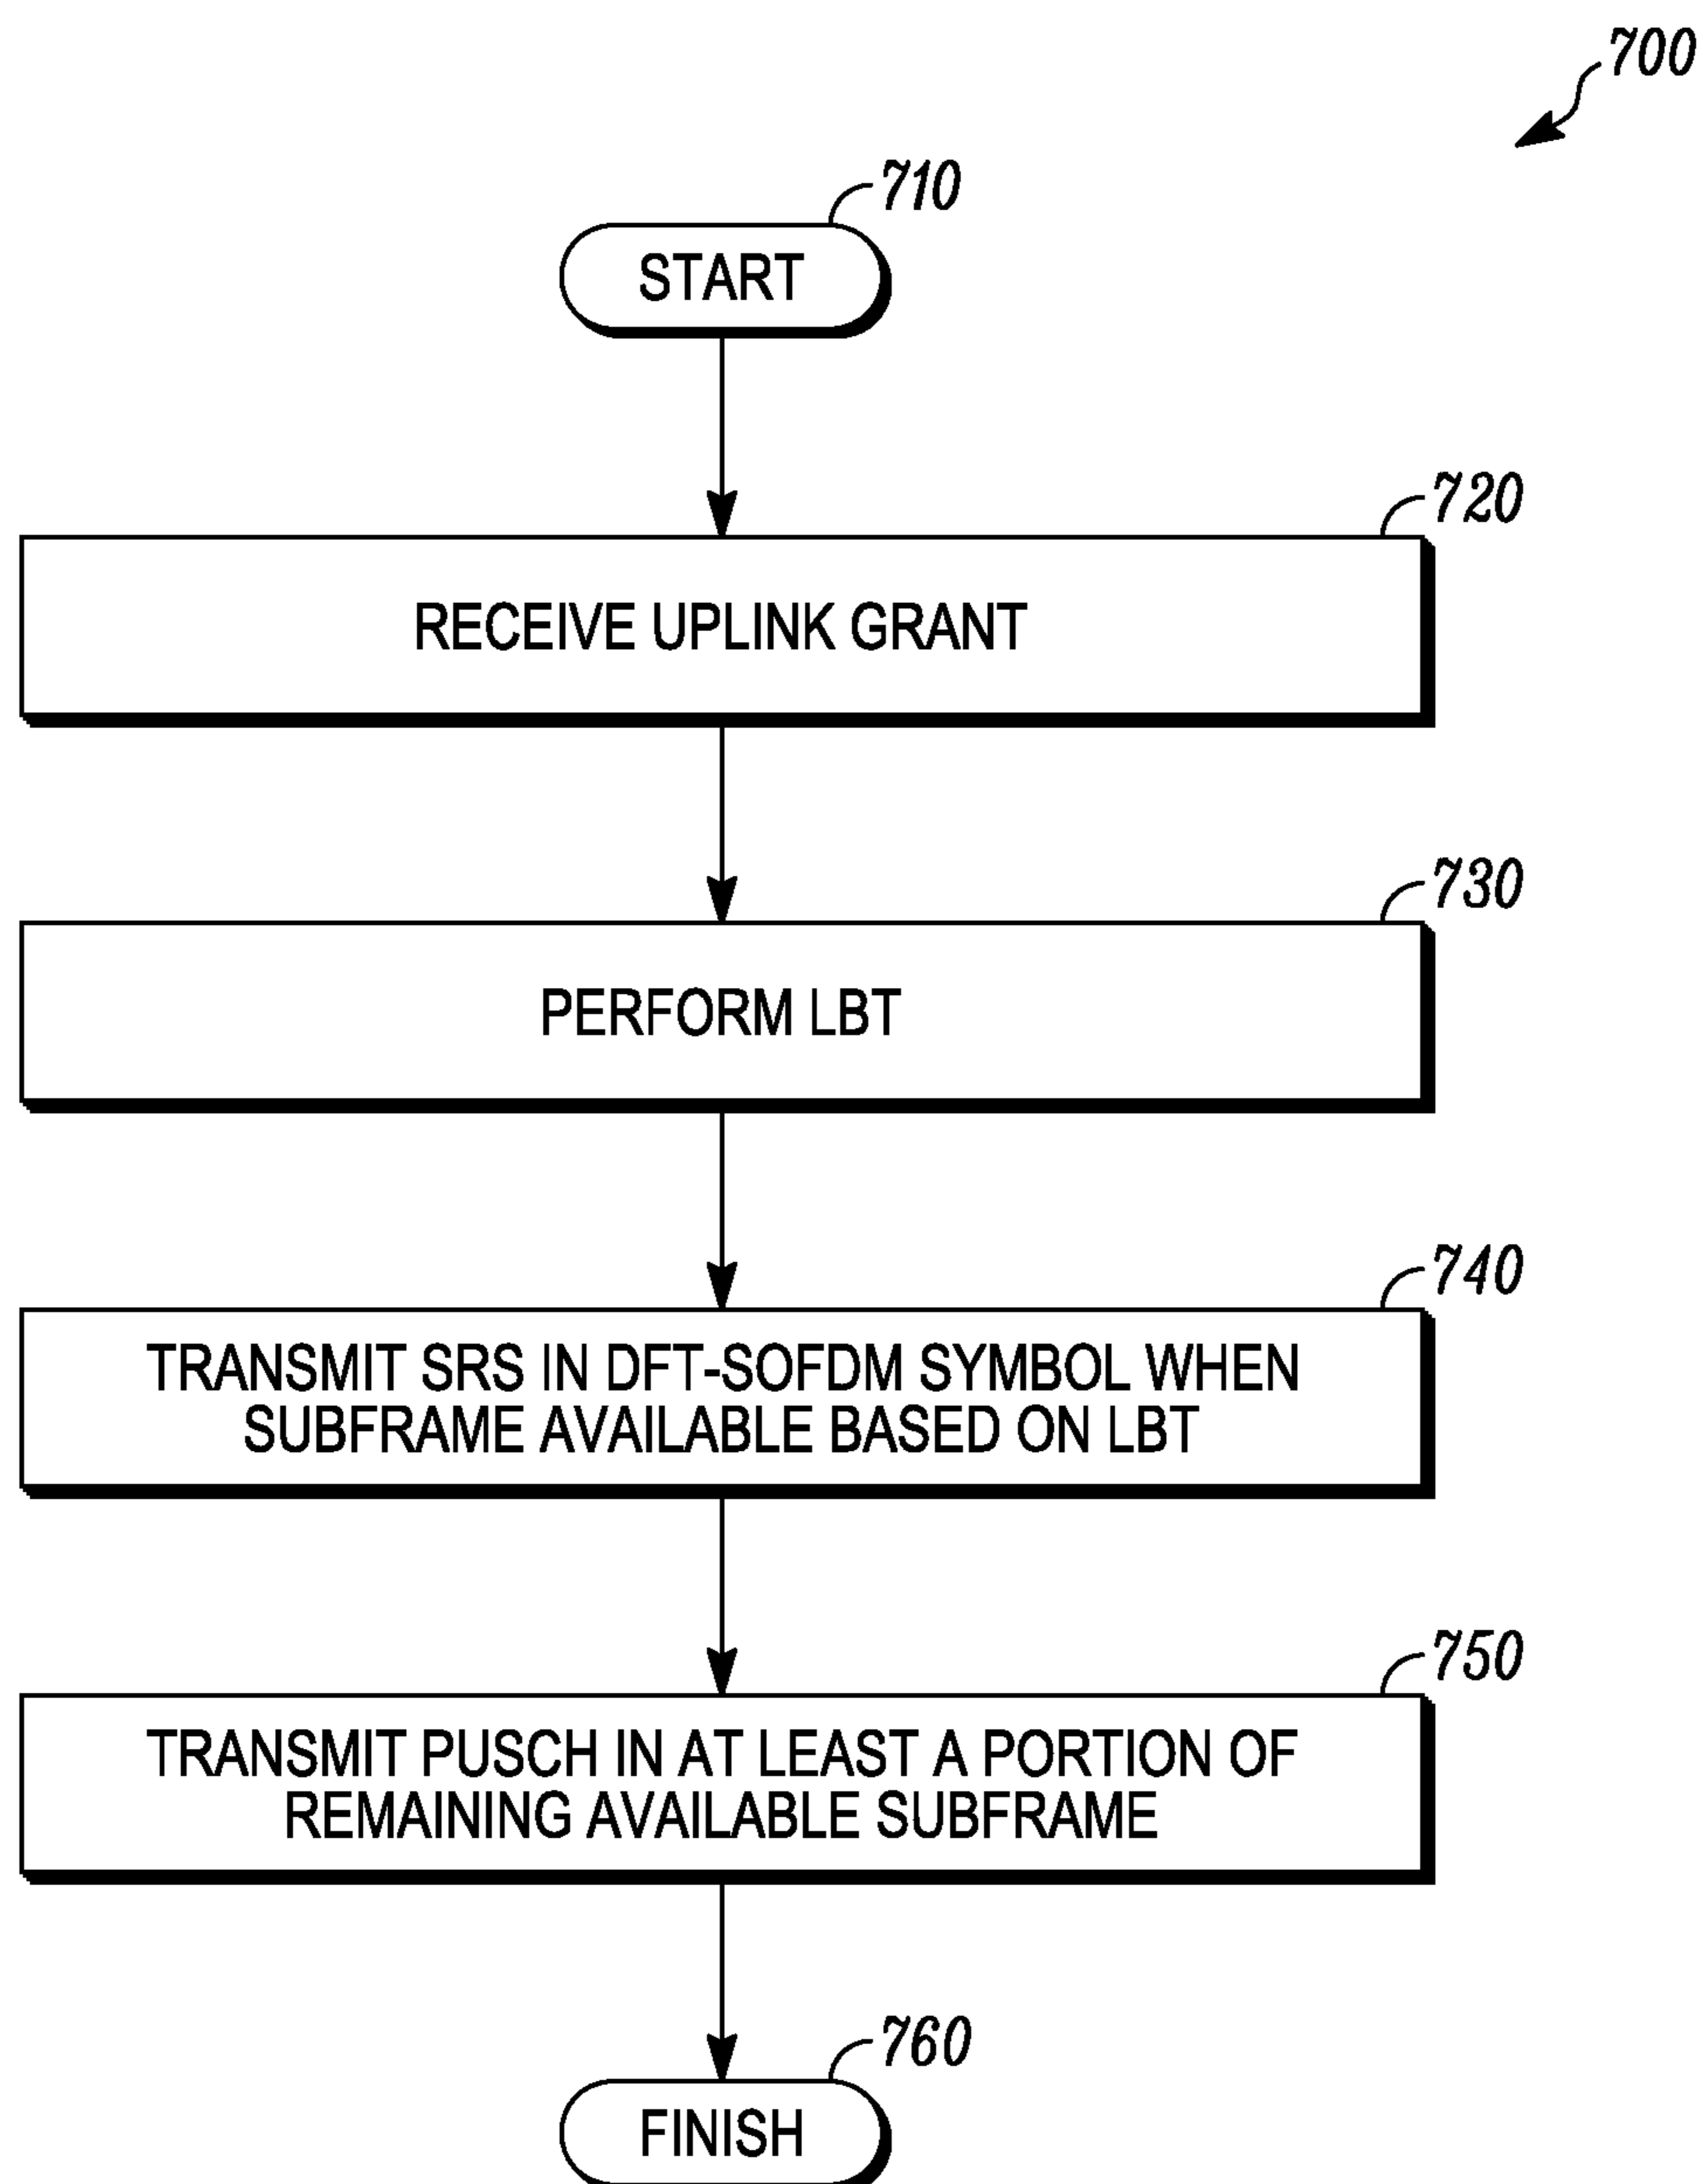 700
710
START
720
RECEIVE UPLINK GRANT
730
PERFORM LBT
740
TRANSMIT SRS IN DFT-SOFDM SYMBOL WHEN
SUBFRAME AVAILABLE BASED ON LBT
750
TRANSMIT PUSCH IN AT LEAST A PORTION OF
REMAINING AVAILABLE SUBFRAME
760
FINISH